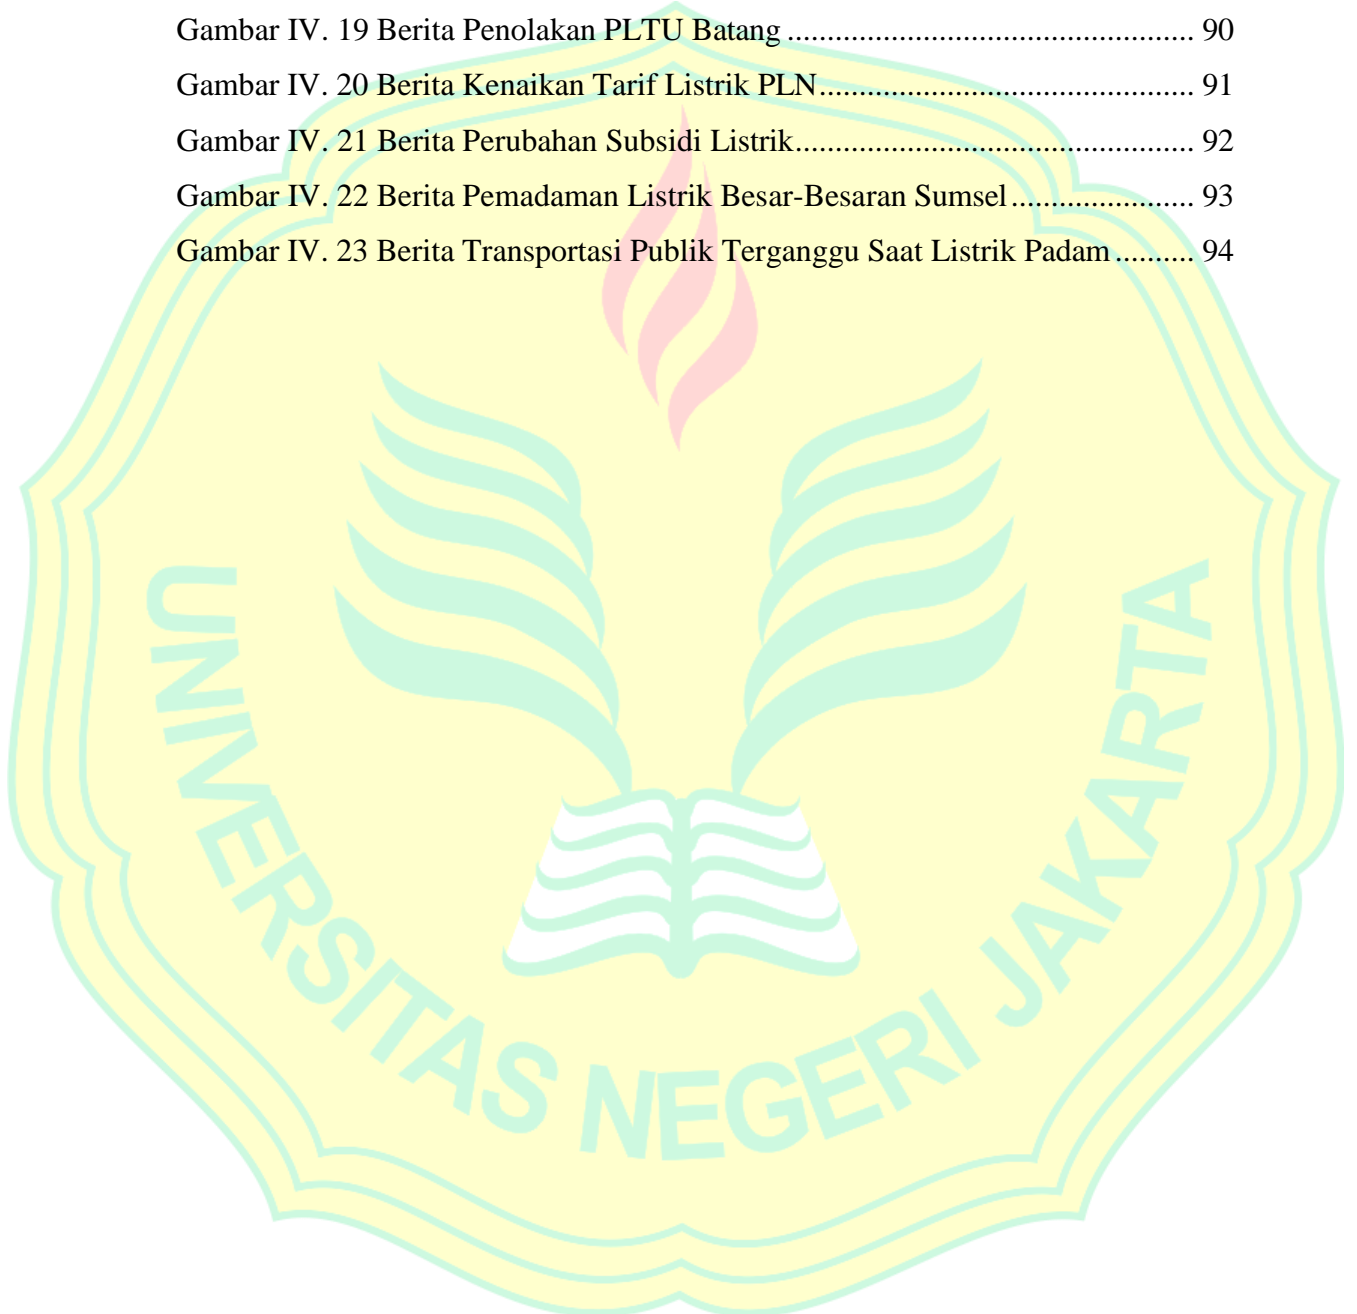 Gambar IV. 19 Berita Penolakan PLTU Batang ................................................... 90
Gambar IV. 20 Berita Kenaikan Tarif Listrik PLN............................................... 91
Gambar IV. 21 Berita Perubahan Subsidi Listrik.................................................. 92
Gambar IV. 22 Berita Pemadaman Listrik Besar-Besaran Sumsel....................... 93
Gambar IV. 23 Berita Transportasi Publik Terganggu Saat Listrik Padam.......... 94
UNIVERSITAS NEGERI JAKARTA